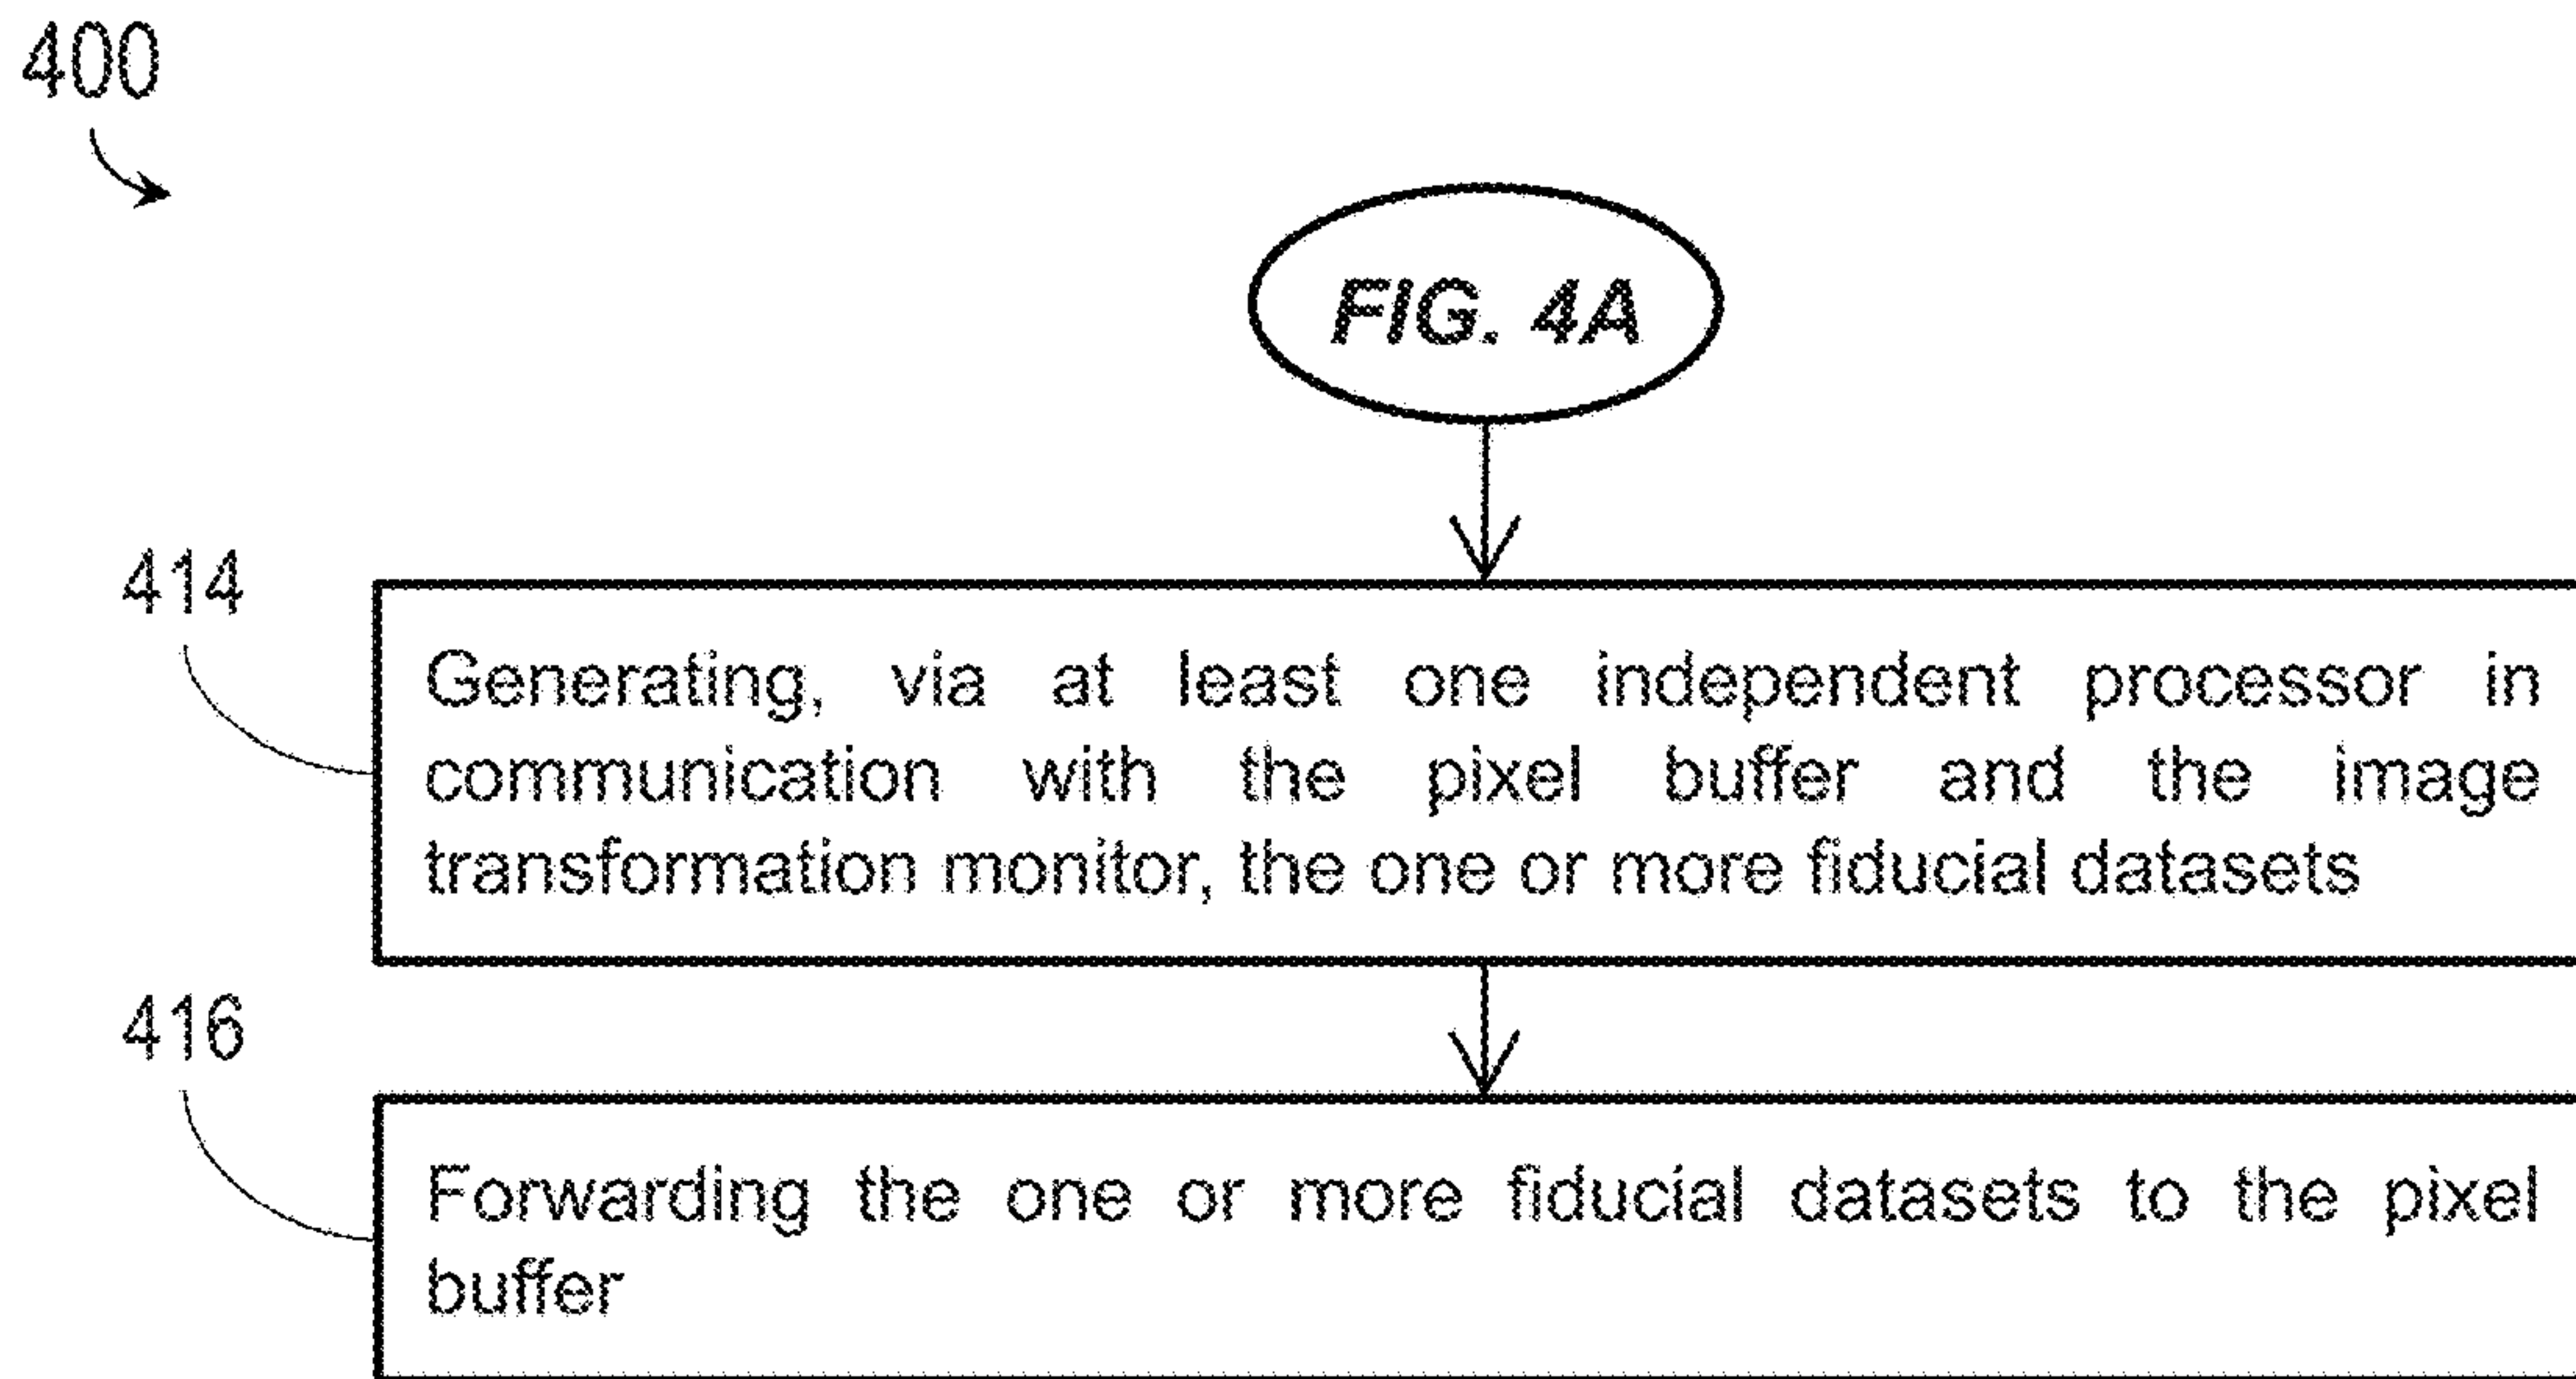 400
FIG. 4A
414
Generating, via at least one independent processor in
communication with the pixel buffer and the image
transformation monitor, the one or more fiducial datasets
416
Forwarding the one or more fiducial datasets to the pixel
buffer